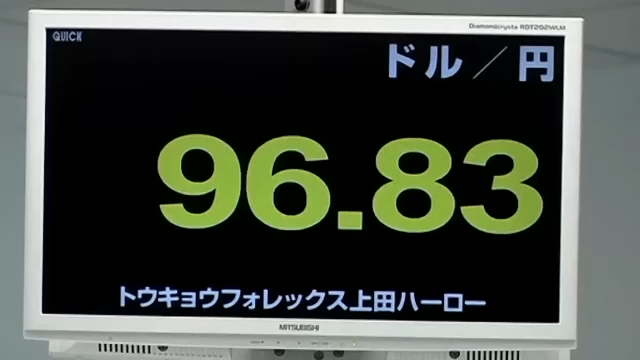 Diamondcrysta RDT202WLM
QUICK
ドル／円
96.83
トウキョウフォレックス上田ハーロー
MITSUBISHI